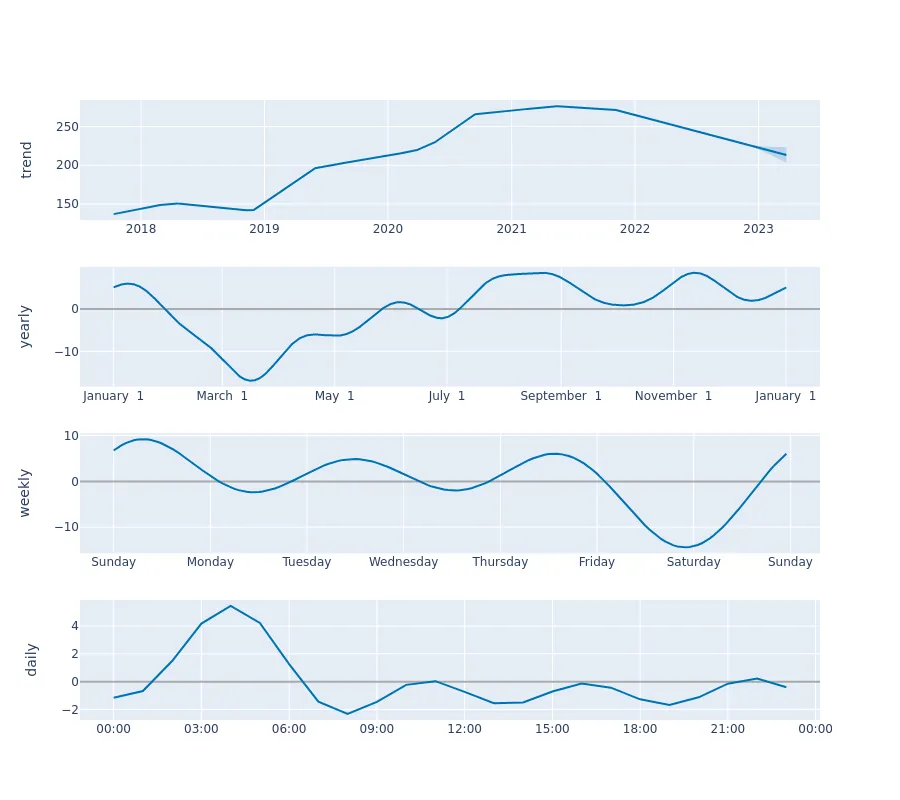 trend
250
200
150
2018 2019 2020 2021 2022 2023
yearly
0
−10
January 1 March 1 May 1 July 1 September 1 November 1 January 1
weekly
10
0
−10
Sunday Monday Tuesday Wednesday Thursday Friday Saturday Sunday
daily
4
2
0
−2
00:00 03:00 06:00 09:00 12:00 15:00 18:00 21:00 00:00